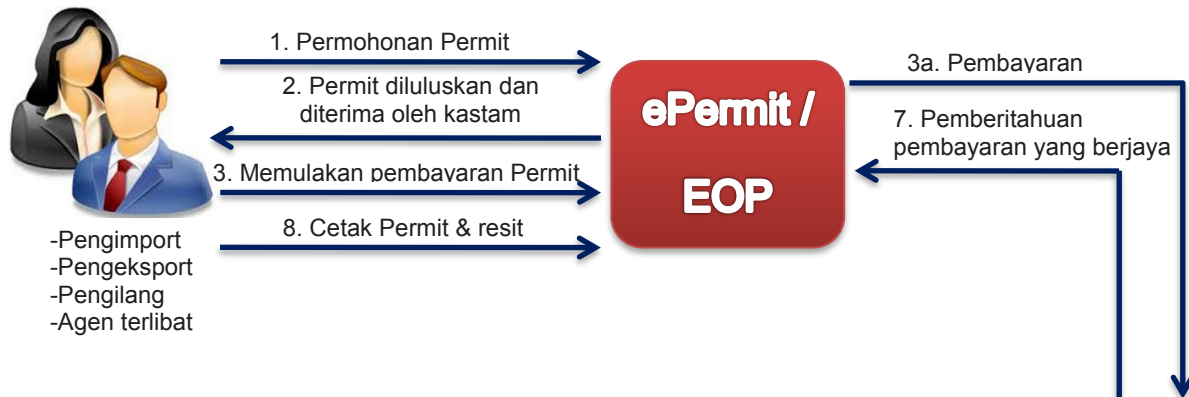 1. Permohonan Permit
2. Permit diluluskan dan
diterima oleh kastam
3. Memulakan pembayaran Permit
8. Cetak Permit & resit
-Pengimport
-Pengeksport
-Pengilang
-Agen terlibat
ePermit /
EOP
3a. Pembayaran
7. Pemberitahuan
pembayaran yang berjaya